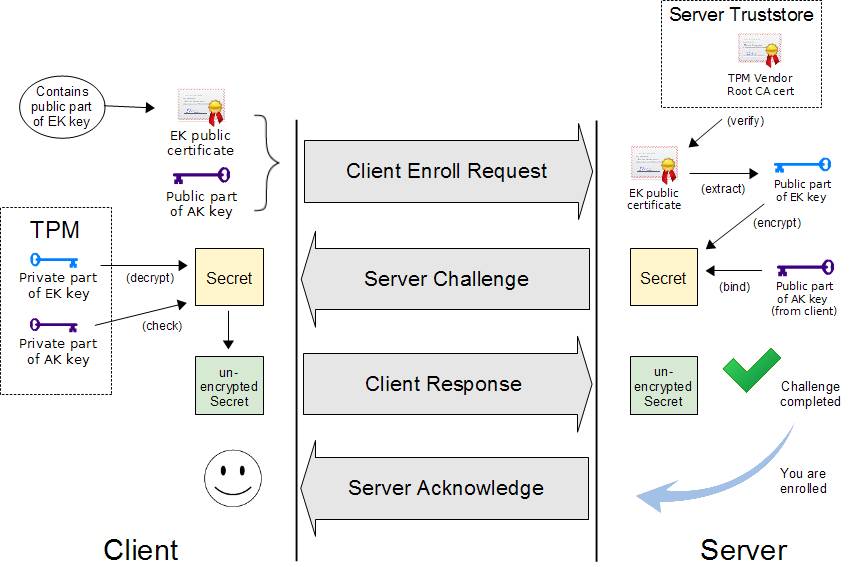 Server Truststore
TPM Vendor
Root CA cert
Contains
public part
of EK key
EK public
certificate
Public part
of AK key
Client Enroll Request
(verify)
EK public
certificate
(extract)
Public part
of EK key
(encrypt)
TPM
Private part
of EK key
(decrypt)
Secret
Private part
of AK key
(check)
Server Challenge
Secret
(bind)
Public part
of AK key
(from client)
un-
encrypted
Secret
Client Response
un-
encrypted
Secret
Challenge
completed
Server Acknowledge
You are
enrolled
Client
Server